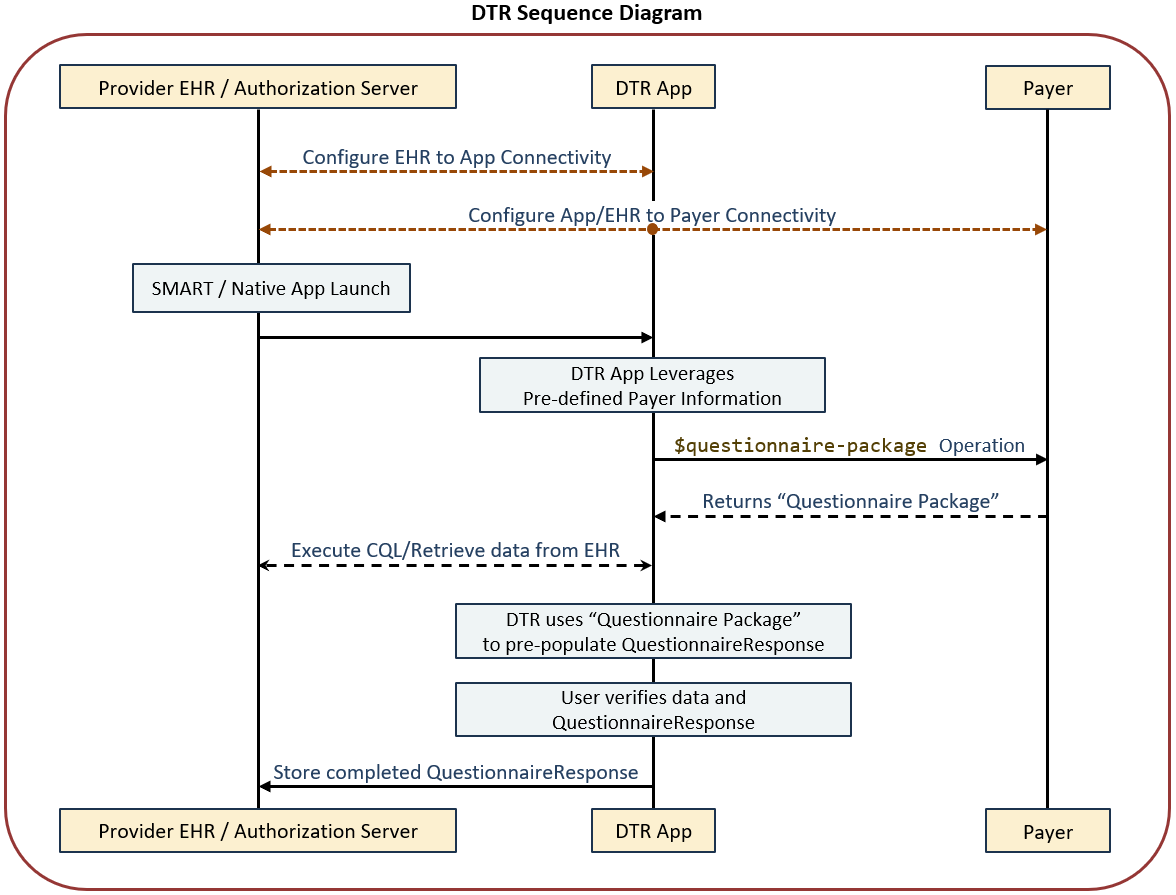 DTR Sequence Diagram
Provider EHR / Authorization Server
DTR App
Payer
Configure EHR to App Connectivity
Configure App/EHR to Payer Connectivity
SMART / Native App Launch
DTR App Leverages
Pre-defined Payer Information
$questionnaire-package Operation
Returns “Questionnaire Package”
Execute CQL/Retrieve data from EHR
DTR uses “Questionnaire Package”
to pre-populate QuestionnaireResponse
User verifies data and
QuestionnaireResponse
Store completed QuestionnaireResponse
Provider EHR / Authorization Server
DTR App
Payer